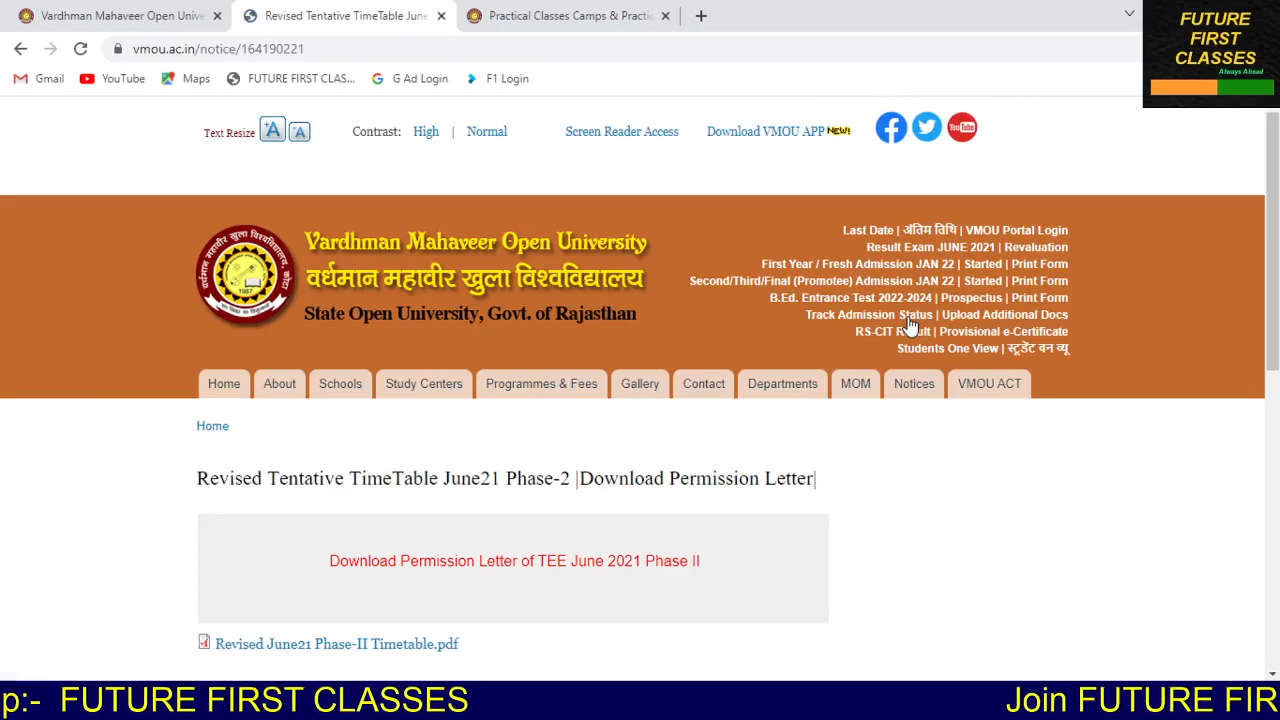 Vardhman Mahaveer Open Unive
Revised Tentative TimeTable June
Practical Classes Camps & Practic
vmou.ac.in/notice/164190221
Gmail
YouTube
Maps
FUTURE FIRST CLAS...
G Ad Login
F1 Login
FUTURE
FIRST
CLASSES
Always Ahead
Text Resize
A
A
Contrast: High | Normal
Screen Reader Access
Download VMOU APP NEW!
You Tube
Vardhman Mahaveer Open University
वर्धमान महावीर खुला विश्वविद्यालय
State Open University, Govt. of Rajasthan
1987
Last Date | अंतिम तिथि | VMOU Portal Login
Result Exam JUNE 2021 | Revaluation
First Year / Fresh Admission JAN 22 | Started | Print Form
Second/Third/Final (Promotee) Admission JAN 22 | Started | Print Form
B.Ed. Entrance Test 2022-2024 | Prospectus | Print Form
Track Admission Status | Upload Additional Docs
RS-CIT Result | Provisional e-Certificate
Students One View | स्टूडेंट वन व्यू
Home
About
Schools
Study Centers
Programmes & Fees
Gallery
Contact
Departments
MOM
Notices
VMOU ACT
Home
Revised Tentative TimeTable June21 Phase-2 |Download Permission Letter|
Download Permission Letter of TEE June 2021 Phase II
Revised June21 Phase-II Timetable.pdf
p:- FUTURE FIRST CLASSES
Join FUTURE FIR